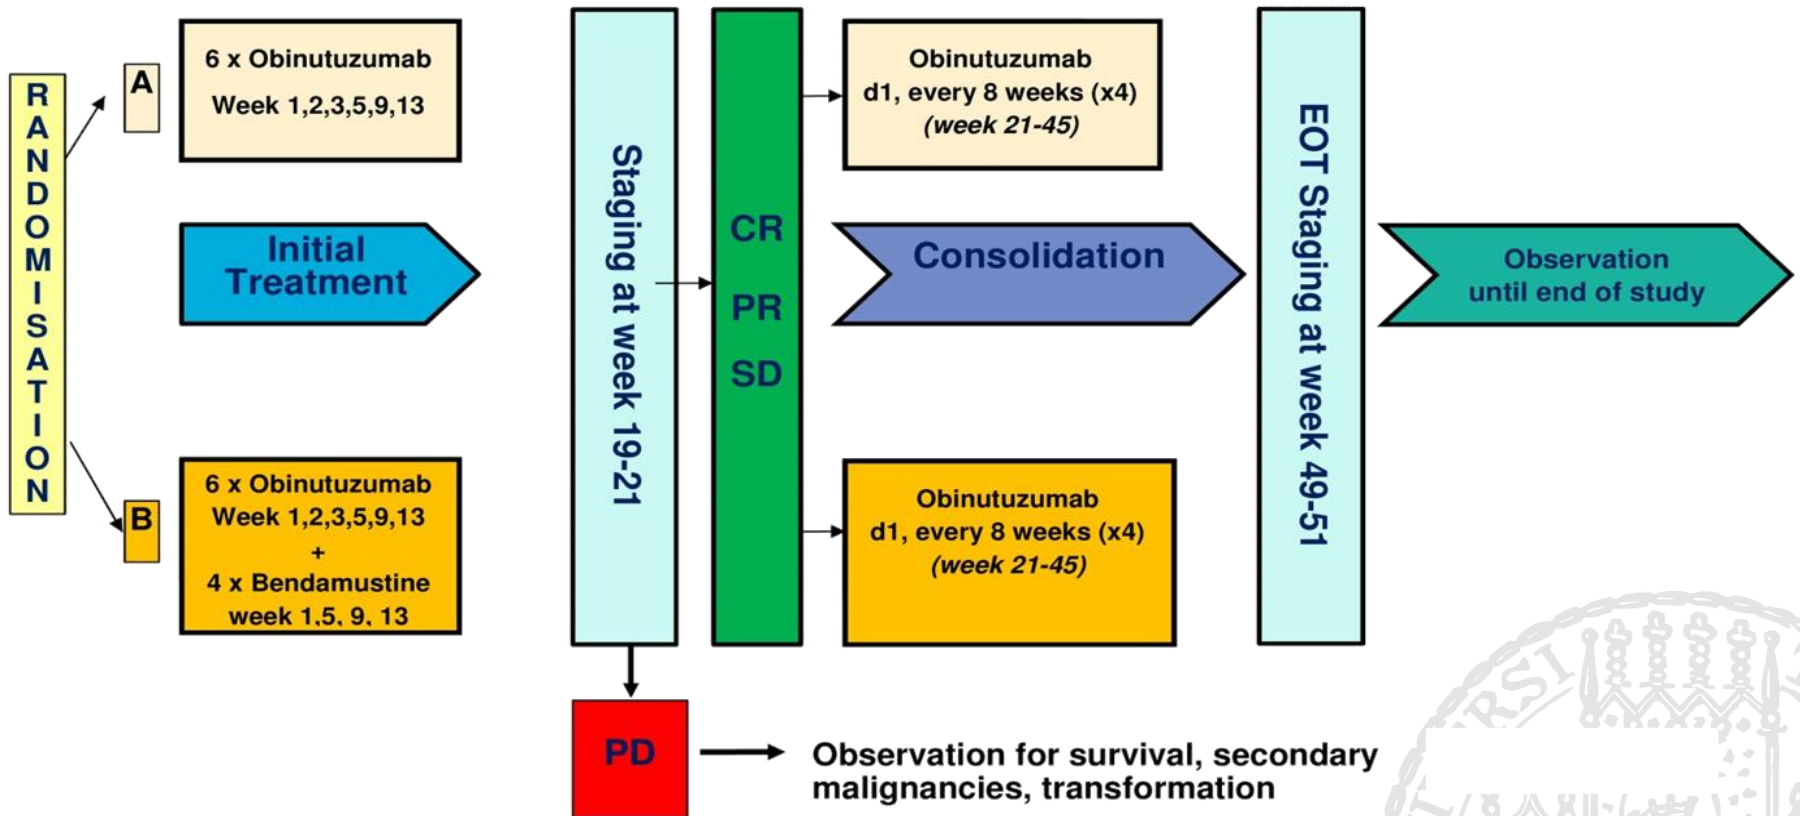 RANDOMISATION
A
6 x Obinutuzumab
Week 1,2,3,5,9,13
Initial
Treatment
B
6 x Obinutuzumab
Week 1,2,3,5,9,13
+
4 x Bendamustine
week 1,5, 9, 13
Staging at week 19-21
CR
PR
SD
Obinutuzumab
d1, every 8 weeks (x4)
(week 21-45)
Consolidation
Obinutuzumab
d1, every 8 weeks (x4)
(week 21-45)
EOT Staging at week 49-51
Observation
until end of study
PD
Observation for survival, secondary
malignancies, transformation
RSI